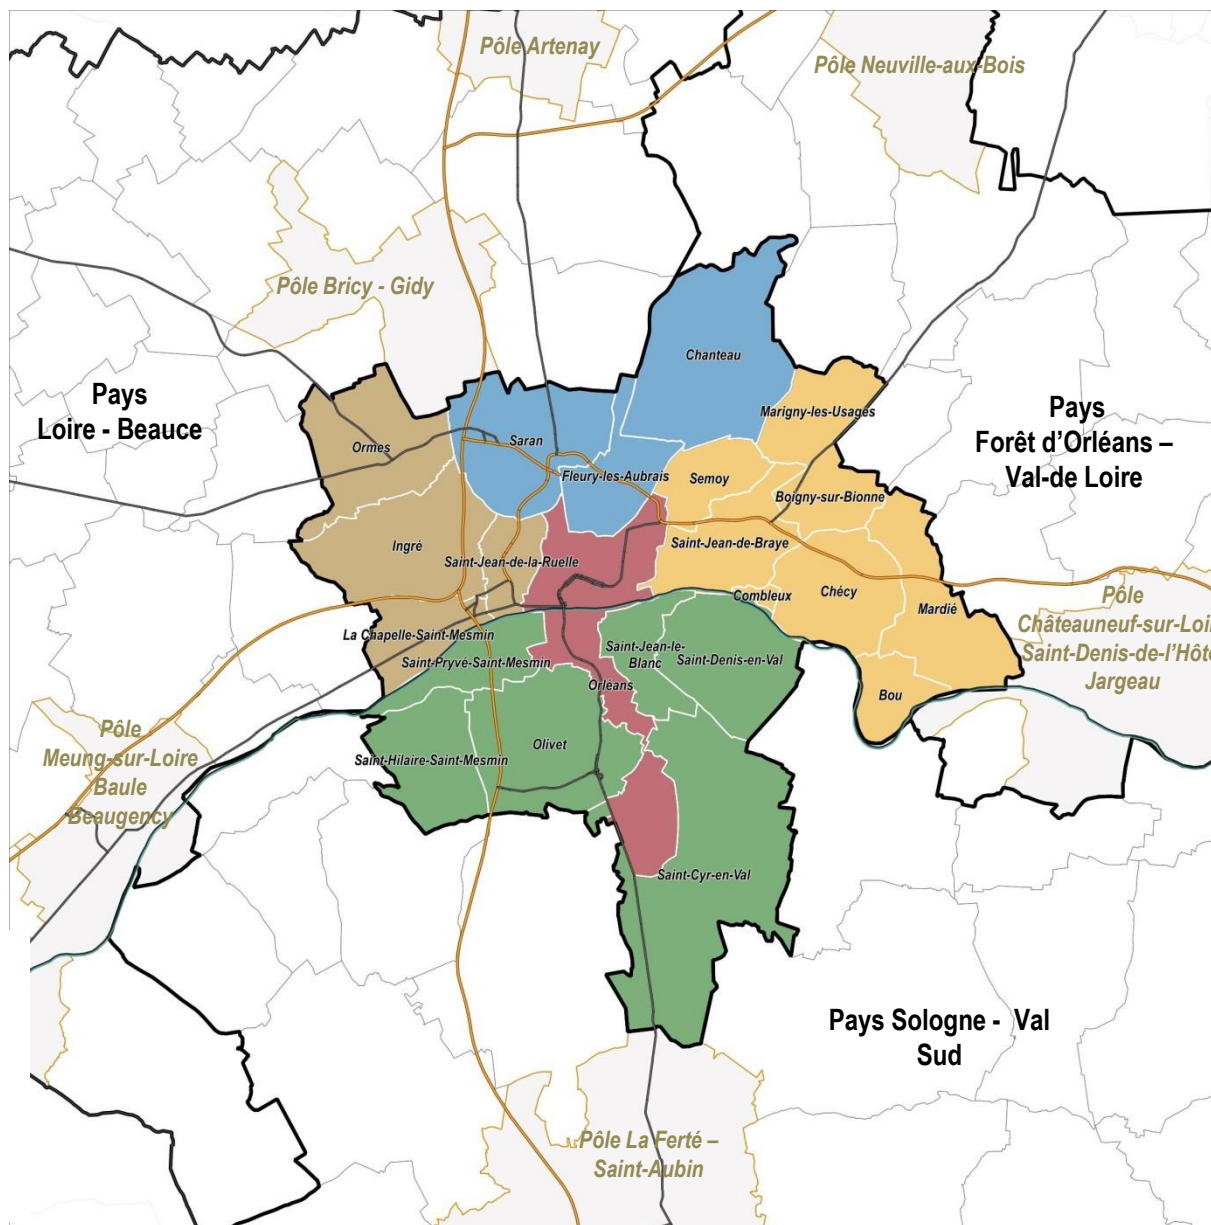 Pôle Artenay
Pôle Neuville-aux-Bois
Pôle Bricy - Gidy
Chanteau
Pays
Loire - Beauce
Marigny-les-Usages
Pays
Forêt d'Orléans –
Val-de Loire
Ormes
Saran
Fleury-les-Aubrais
Semoy
Boigny-sur-Bionne
Ingré
Saint-Jean-de-la-Ruelle
Saint-Jean-de-Braye
Chécy
Combleux
Mardié
Pôle
Châteauneuf-sur-Loir
Saint-Denis-de-l'Hôte
Jargeau
La Chapelle-Saint-Mesmin
Saint-Pryvé-Saint-Mesmin
Saint-Jean-le-
Blanc
Saint-Denis-en-Val
Orléans
Bou
Pôle
Meung-sur-Loire
Baule
Beaugency
Olivet
Saint-Hilaire-Saint-Mesmin
Saint-Cyr-en-Val
Pays Sologne - Val
Sud
Pôle La Ferté –
Saint-Aubin